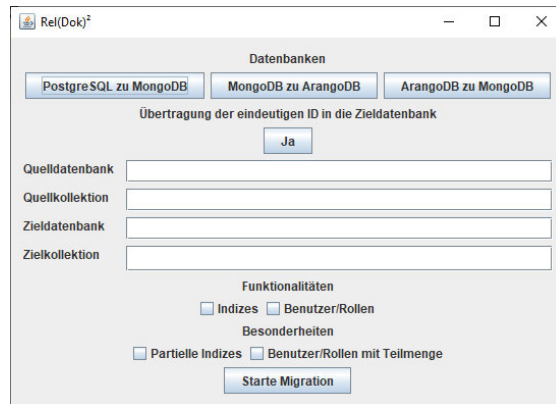 Rel(Dok)²
Datenbanken
PostgreSQL zu MongoDB MongoDB zu ArangoDB ArangoDB zu MongoDB
Übertragung der eindeutigen ID in die Zieldatenbank
Ja
Quelldatenbank
Quellkollektion
Zieldatenbank
Zielkollektion
Funktionalitäten
Indizes Benutzer/Rollen
Besonderheiten
Partielle Indizes Benutzer/Rollen mit Teilmenge
Starte Migration